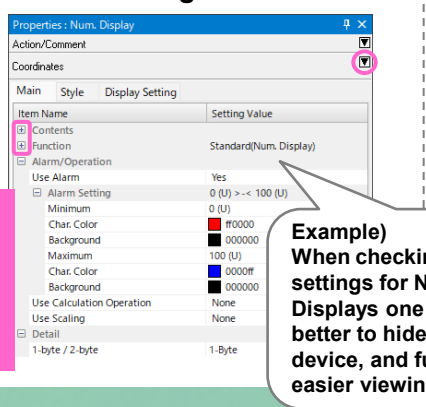 Properties : Num. Display
Action/Comment
Coordinates
Main Style Display Setting
Item Name Setting Value
Contents
Function Standard(Num. Display)
Alarm/Operation
Use Alarm Yes
Alarm Setting 0 (U) > -< 100 (U)
Minimum 0 (U)
Char. Color ff0000
Background 000000
Maximum 100 (U)
Char. Color 0000ff
Background 000000
Use Calculation Operation None
Use Scaling None
Detail
1-byte / 2-byte 1-Byte
Example)
When checkin
settings for N
Displays one
better to hide
device, and fu
easier viewin